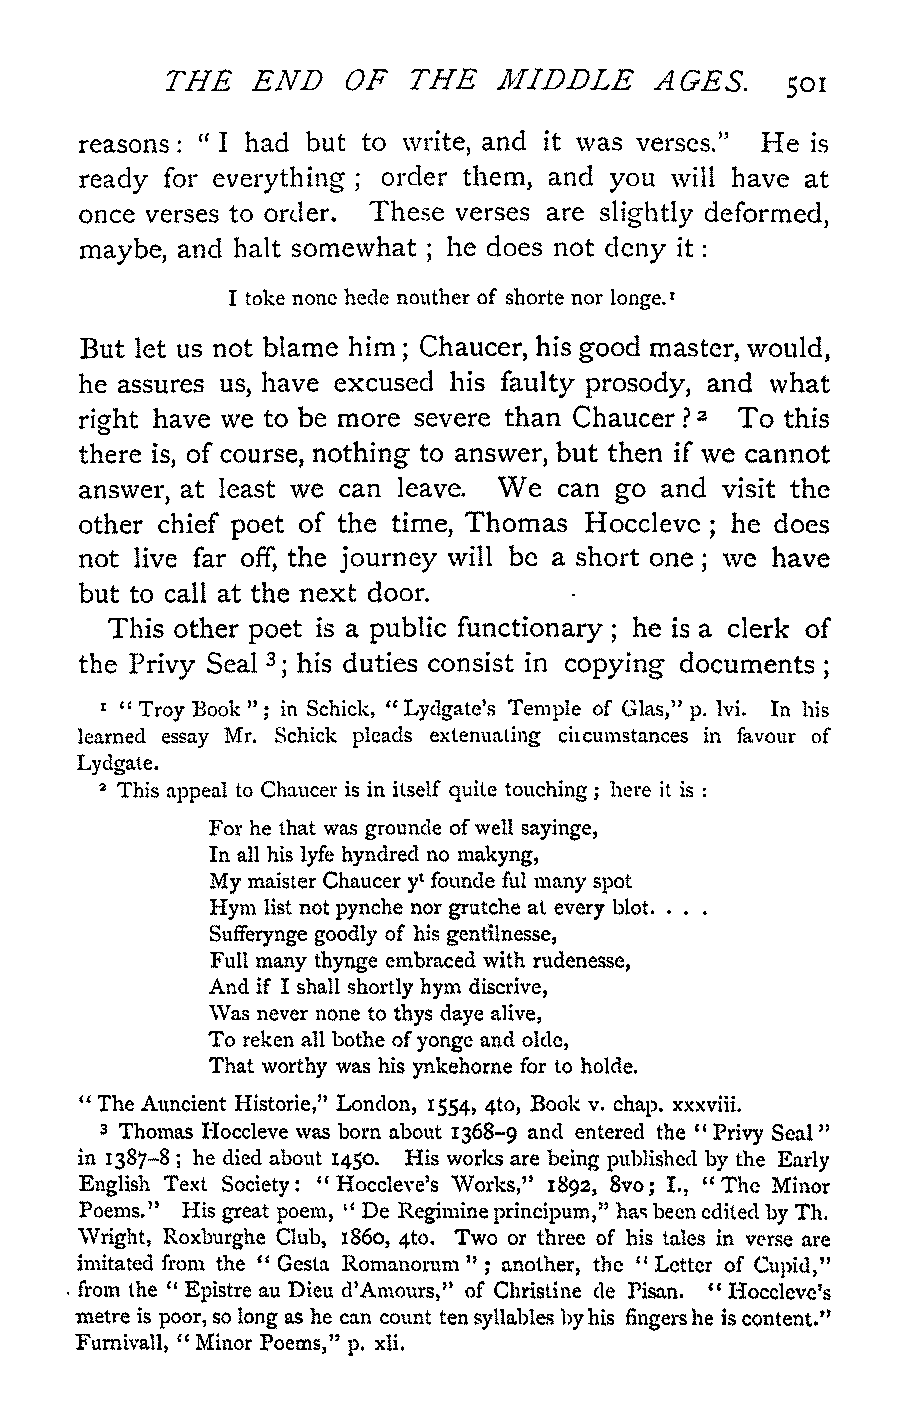 THE END OF THE MIDDLE AGES. 501
reasons: "I had but to write, and it was verses." He is
ready for everything; order them, and you will have at
once verses to order. These verses are slightly deformed,
maybe, and halt somewhat; he does not deny it:
I toke none hede nouther of shorte nor longe.¹
But let us not blame him; Chaucer, his good master, would,
he assures us, have excused his faulty prosody, and what
right have we to be more severe than Chaucer?² To this
there is, of course, nothing to answer, but then if we cannot
answer, at least we can leave. We can go and visit the
other chief poet of the time, Thomas Hoccleve; he does
not live far off, the journey will be a short one; we have
but to call at the next door.
This other poet is a public functionary; he is a clerk of
the Privy Seal ³; his duties consist in copying documents;
¹ "Troy Book"; in Schick, "Lydgate's Temple of Glas," p. lvi. In his
learned essay Mr. Schick pleads extenuating circumstances in favour of
Lydgate.
² This appeal to Chaucer is in itself quite touching; here it is:
For he that was grounde of well sayinge,
In all his lyfe hyndred no makyng,
My maister Chaucer yᵗ founde ful many spot
Hym list not pynche nor grutche at every blot. . . .
Sufferynge goodly of his gentilnesse,
Full many thynge embraced with rudenesse,
And if I shall shortly hym discrive,
Was never none to thys daye alive,
To reken all bothe of yonge and olde,
That worthy was his ynkehorne for to holde.
"The Auncient Historie," London, 1554, 4to, Book v. chap. xxxviii.
³ Thomas Hoccleve was born about 1368-9 and entered the "Privy Seal"
in 1387-8; he died about 1450. His works are being published by the Early
English Text Society: "Hoccleve's Works," 1892, 8vo; I., "The Minor
Poems." His great poem, "De Regimine principum," has been edited by Th.
Wright, Roxburghe Club, 1860, 4to. Two or three of his tales in verse are
imitated from the "Gesta Romanorum"; another, the "Letter of Cupid,"
from the "Epistre au Dieu d'Amours," of Christine de Pisan. "Hoccleve's
metre is poor, so long as he can count ten syllables by his fingers he is content."
Furnivall, "Minor Poems," p. xli.